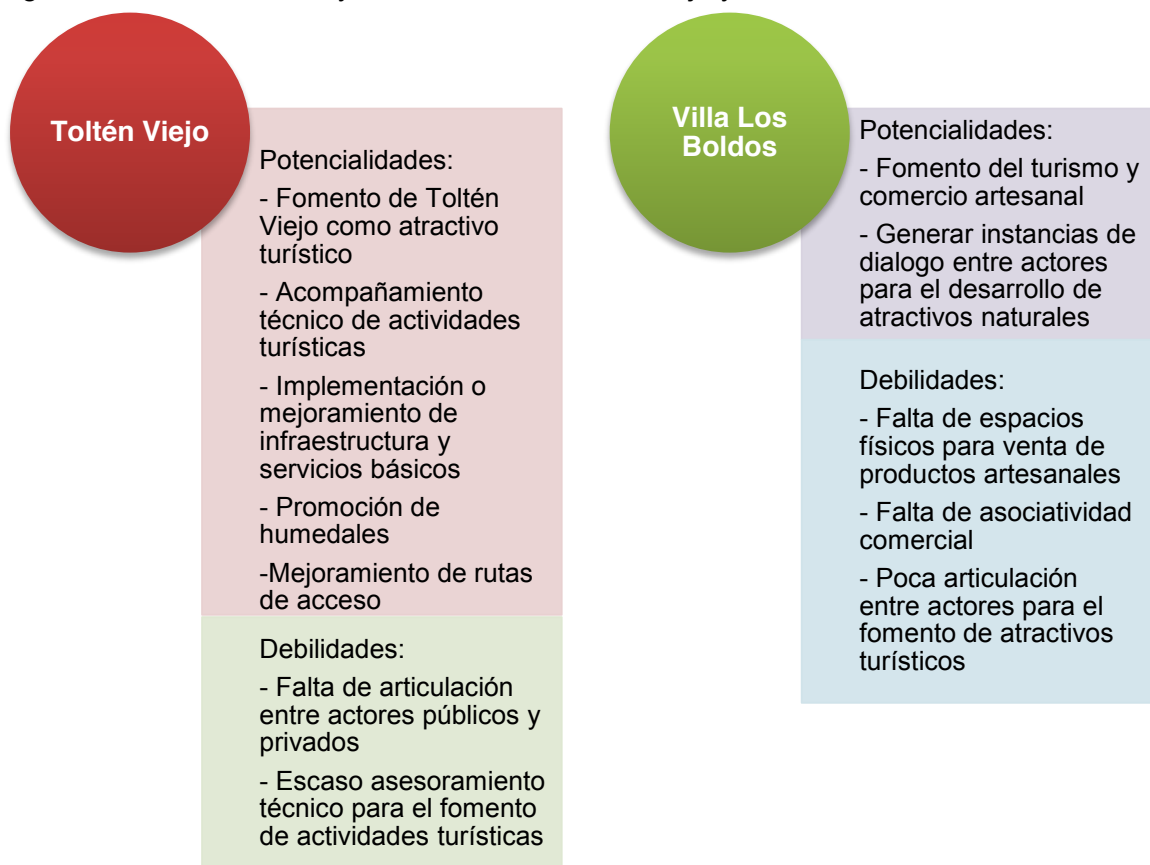 Toltén Viejo
Potencialidades:
- Fomento de Toltén
Viejo como atractivo
turístico
- Acompañamiento
técnico de actividades
turísticas
- Implementación o
mejoramiento de
infraestructura y
servicios básicos
- Promoción de
humedales
-Mejoramiento de rutas
de acceso
Debilidades:
- Falta de articulación
entre actores públicos y
privados
- Escaso asesoramiento
técnico para el fomento
de actividades turísticas
Villa Los
Boldos
Potencialidades:
- Fomento del turismo y
comercio artesanal
- Generar instancias de
dialogo entre actores
para el desarrollo de
atractivos naturales
Debilidades:
- Falta de espacios
físicos para venta de
productos artesanales
- Falta de asociatividad
comercial
- Poca articulación
entre actores para el
fomento de atractivos
turísticos